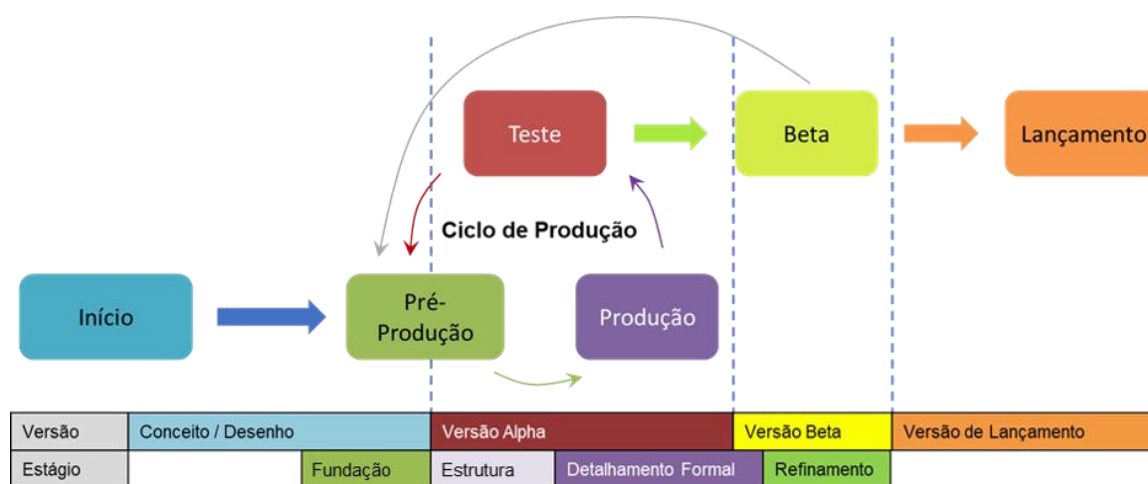 Teste
Beta
Lançamento
Ciclo de Produção
Início
Pré-
Produção
Produção
Versão
Conceito / Desenho
Versão Alpha
Versão Beta
Versão de Lançamento
Estágio
Fundação
Estrutura
Detalhamento Formal
Refinamento